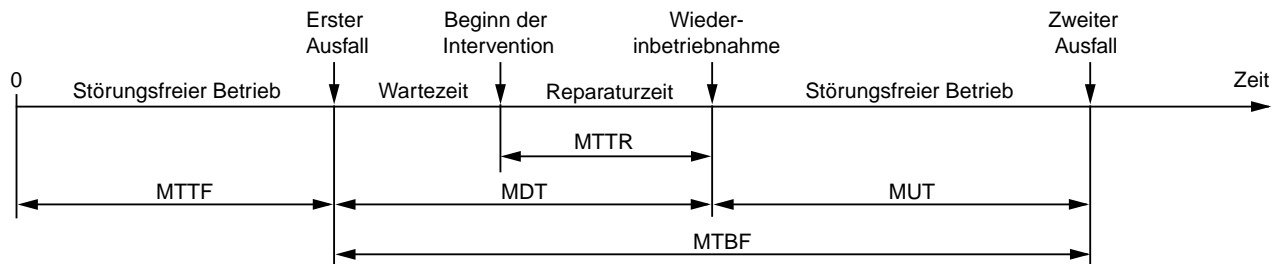 Erster
Ausfall
Beginn der
Intervention
Wieder-
inbetriebnahme
Zweiter
Ausfall
0
Störungsfreier Betrieb
Wartezeit
Reparaturzeit
Störungsfreier Betrieb
Zeit
MTTR
MTTF
MDT
MUT
MTBF